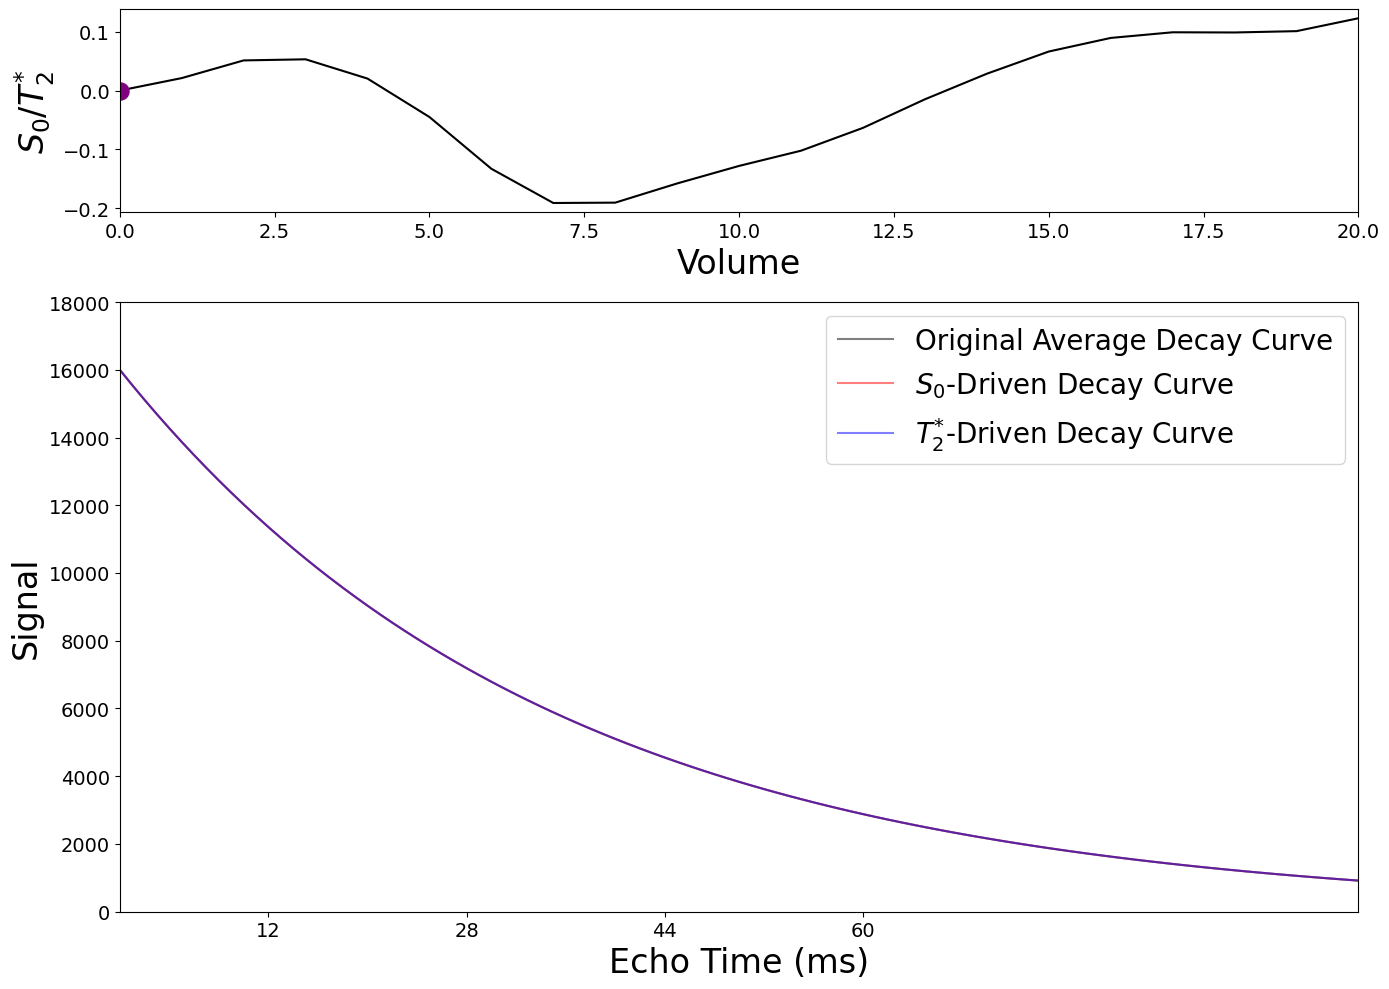 S₀/T₂*
0.1
0.0
−0.1
−0.2
0.0 2.5 5.0 7.5 10.0 12.5 15.0 17.5 20.0
Volume
Signal
18000
16000
14000
12000
10000
8000
6000
4000
2000
0
Original Average Decay Curve
S₀-Driven Decay Curve
T₂*-Driven Decay Curve
12 28 44 60
Echo Time (ms)